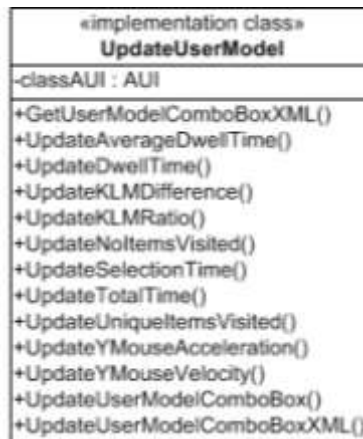 «implementation class»
UpdateUserModel
-classAUI : AUI
+GetUserModelComboBoxXML()
+UpdateAverageDwellTime()
+UpdateDwellTime()
+UpdateKLMDifference()
+UpdateKLMRatio()
+UpdateNoItemsVisited()
+UpdateSelectionTime()
+UpdateTotalTime()
+UpdateUniqueItemsVisited()
+UpdateYMouseAcceleration()
+UpdateYMouseVelocity()
+UpdateUserModelComboBox()
+UpdateUserModelComboBoxXML()